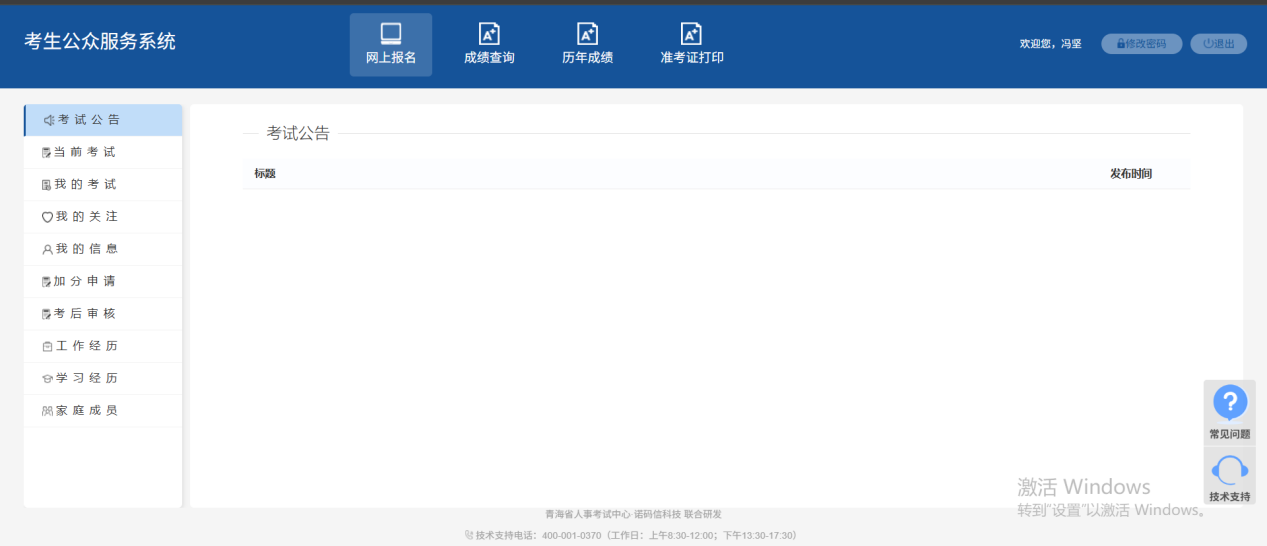 考生公众服务系统
网上报名
成绩查询
历年成绩
准考证打印
欢迎您，冯坚
修改密码
退出
考试公告
当前考试
我的考试
我的关注
我的信息
加分申请
考后审核
工作经历
学习经历
家庭成员
考试公告
标题 发布时间
常见问题
技术支持
激活 Windows
转到"设置"以激活 Windows。
青海省人事考试中心 诺码信科技 联合研发
技术支持电话：400-001-0370（工作日：上午8:30-12:00；下午13:30-17:30）